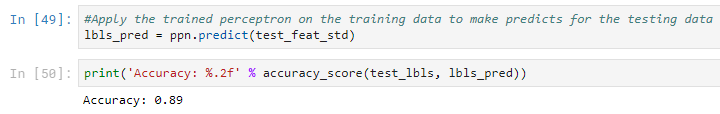 In [49]: #Apply the trained perceptron on the training data to make predicts for the testing data
lbls_pred = ppn.predict(test_feat_std)
In [50]: print('Accuracy: %.2f' % accuracy_score(test_lbls, lbls_pred))
Accuracy: 0.89